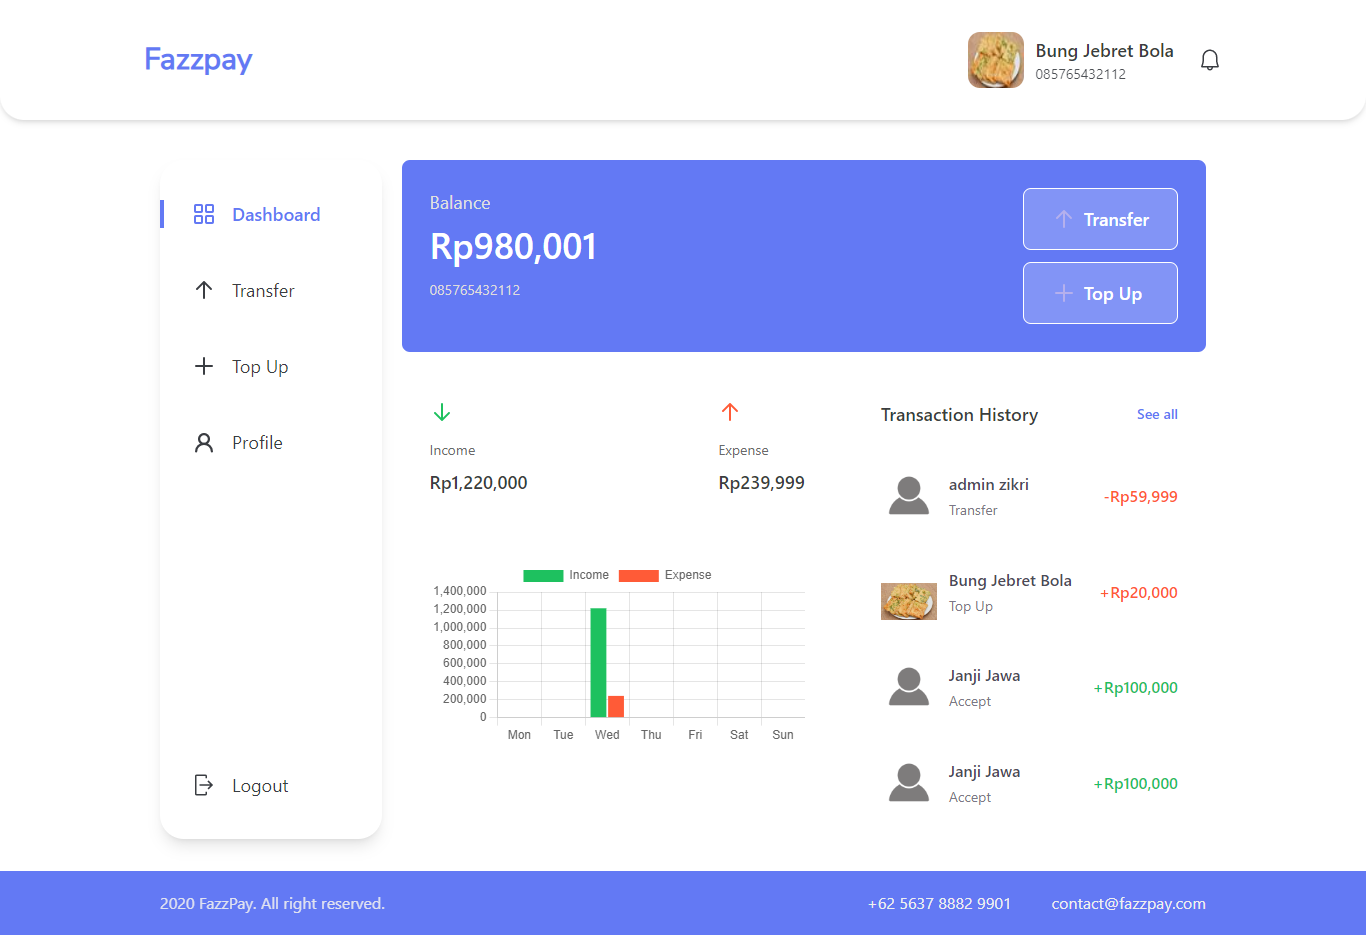 Fazzpay
Bung Jebret Bola
085765432112
Dashboard
Transfer
Top Up
Profile
Logout
Balance
Rp980,001
085765432112
Transfer
Top Up
Income
Rp1,220,000
Expense
Rp239,999
Income
Expense
1,400,000
1,200,000
1,000,000
800,000
600,000
400,000
200,000
0
Mon Tue Wed Thu Fri Sat Sun
Transaction History
See all
admin zikri
Transfer
-Rp59,999
Bung Jebret Bola
Top Up
+Rp20,000
Janji Jawa
Accept
+Rp100,000
Janji Jawa
Accept
+Rp100,000
2020 FazzPay. All right reserved.
+62 5637 8882 9901
contact@fazzpay.com